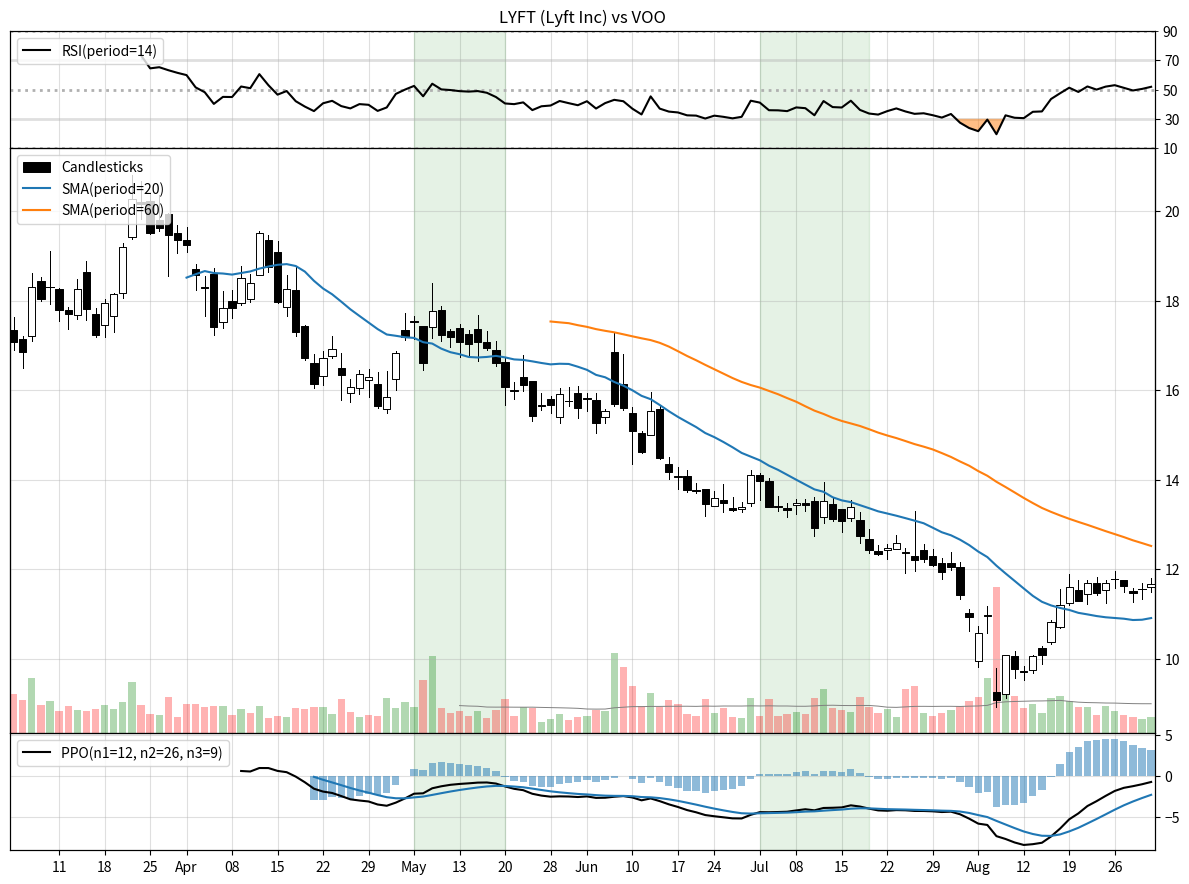 LYFT (Lyft Inc) vs VOO
RSI(period=14)
90
70
50
30
10
Candlesticks
SMA(period=20)
SMA(period=60)
20
18
16
14
12
10
PPO(n1=12, n2=26, n3=9)
5
0
−5
11 18 25 Apr 08 15 22 29 May 13 20 28 Jun 10 17 24 Jul 08 15 22 29 Aug 12 19 26